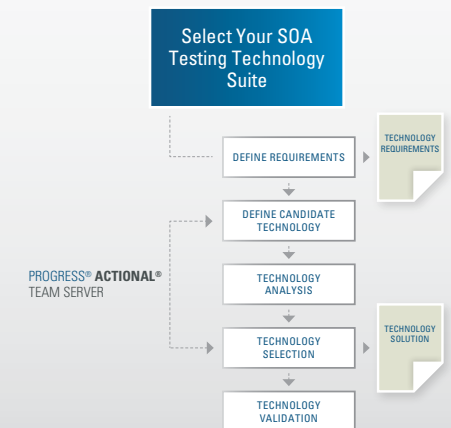 Select Your SOA
Testing Technology
Suite
DEFINE REQUIREMENTS
TECHNOLOGY
REQUIREMENTS
DEFINE CANDIDATE
TECHNOLOGY
PROGRESS® ACTIONAL®
TEAM SERVER
TECHNOLOGY
ANALYSIS
TECHNOLOGY
SELECTION
TECHNOLOGY
SOLUTION
TECHNOLOGY
VALIDATION